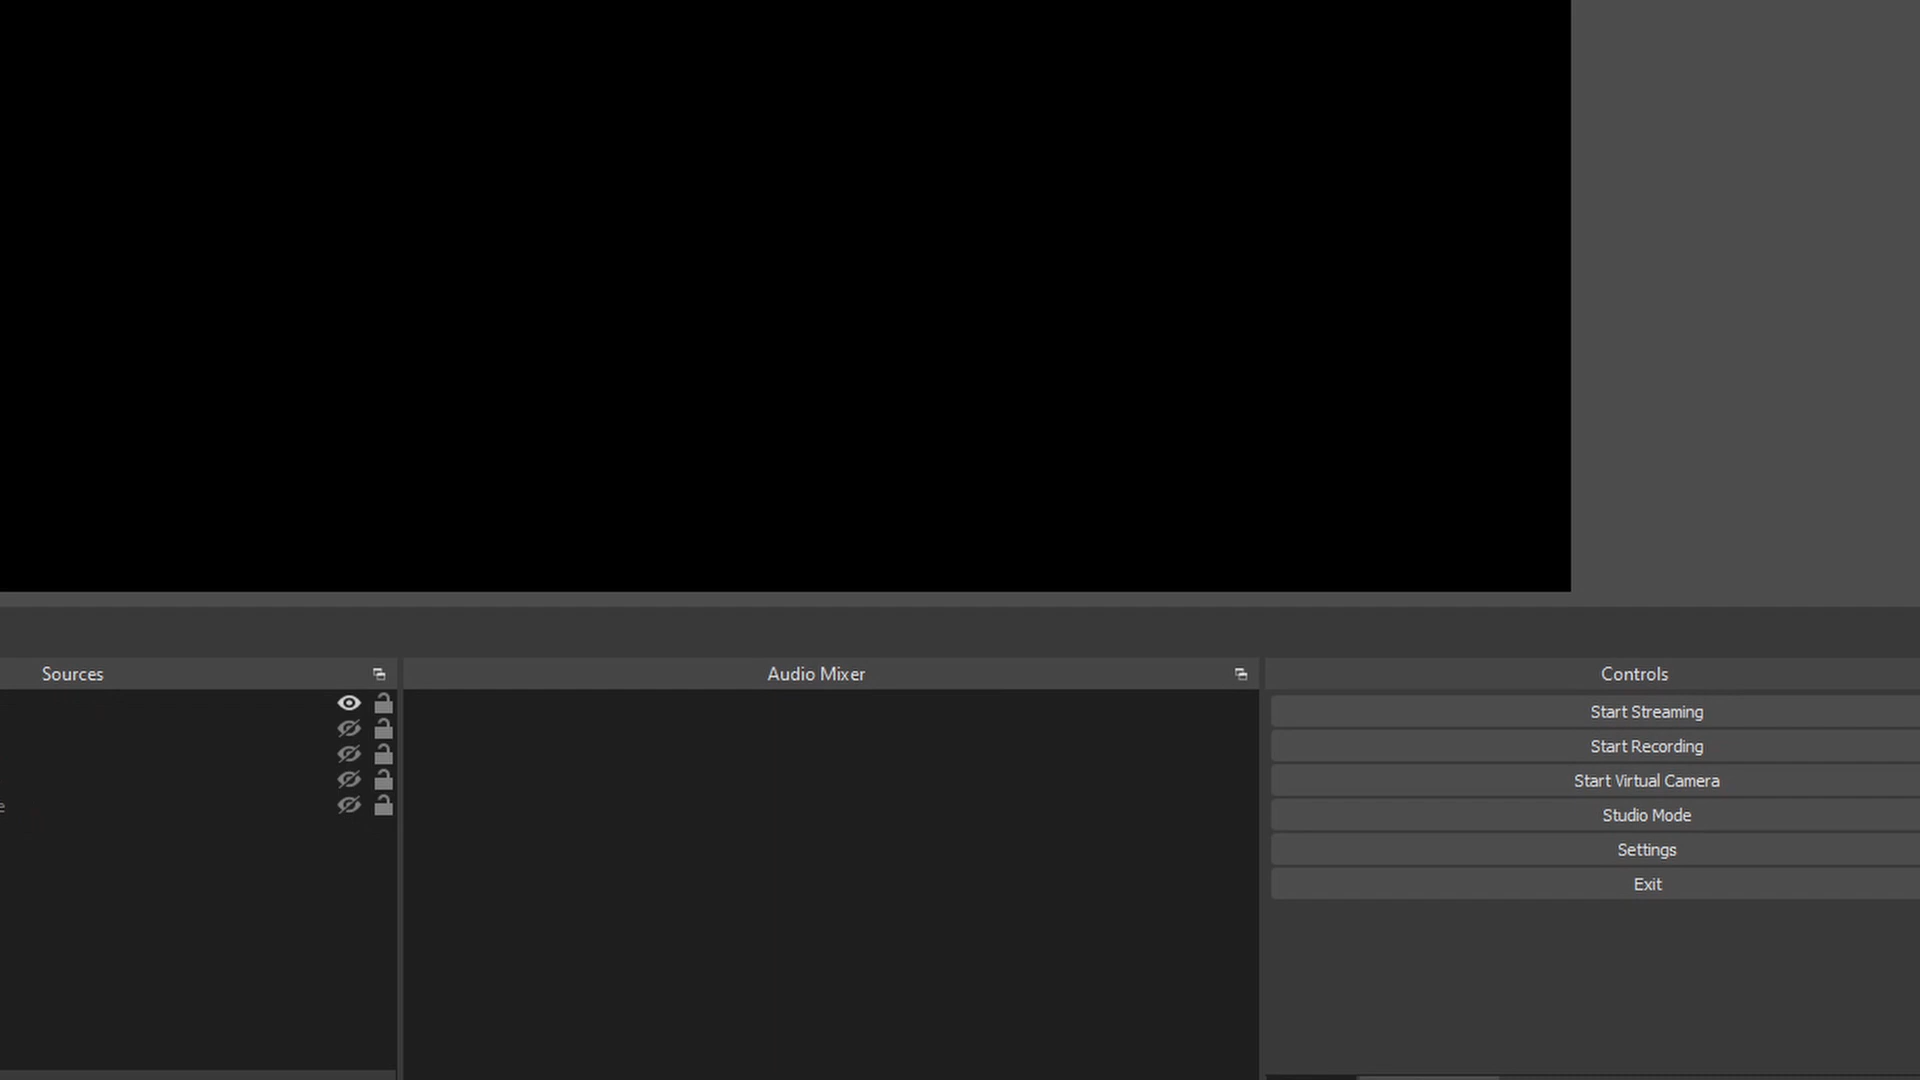 Sources
Audio Mixer
Controls
e
Start Streaming
Start Recording
Start Virtual Camera
Studio Mode
Settings
Exit